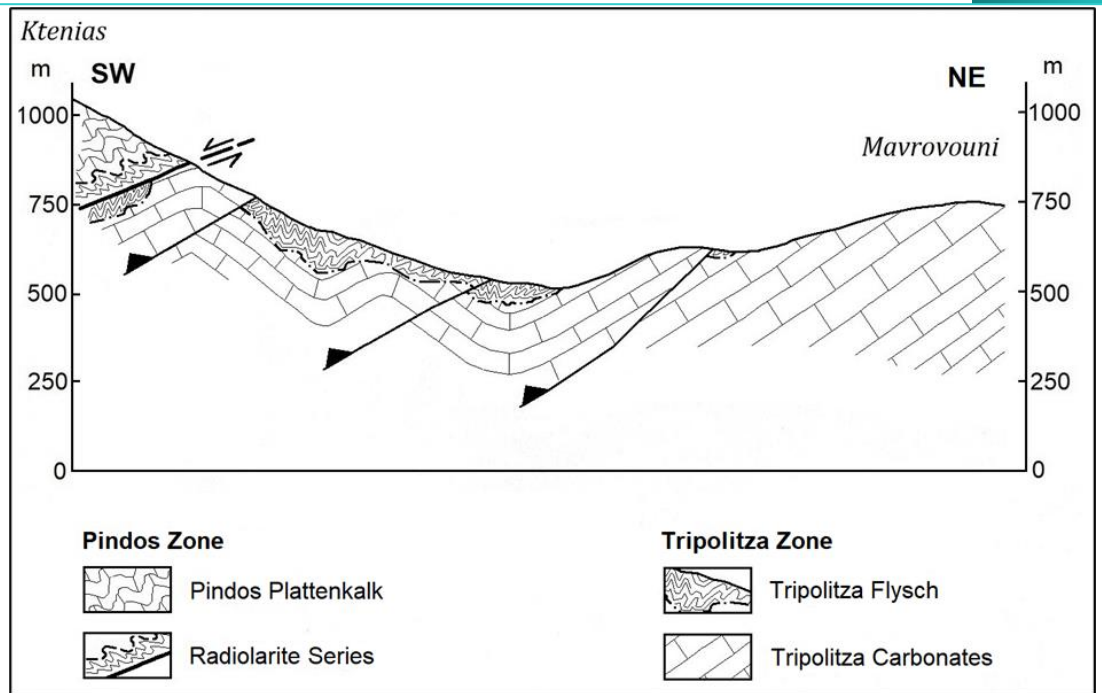 Ktenias
m SW NE m
1000 1000
Mavrovouni
750 750
500 500
250 250
0 0
Pindos Zone Tripolitza Zone
Pindos Plattenkalk Tripolitza Flysch
Radiolarite Series Tripolitza Carbonates